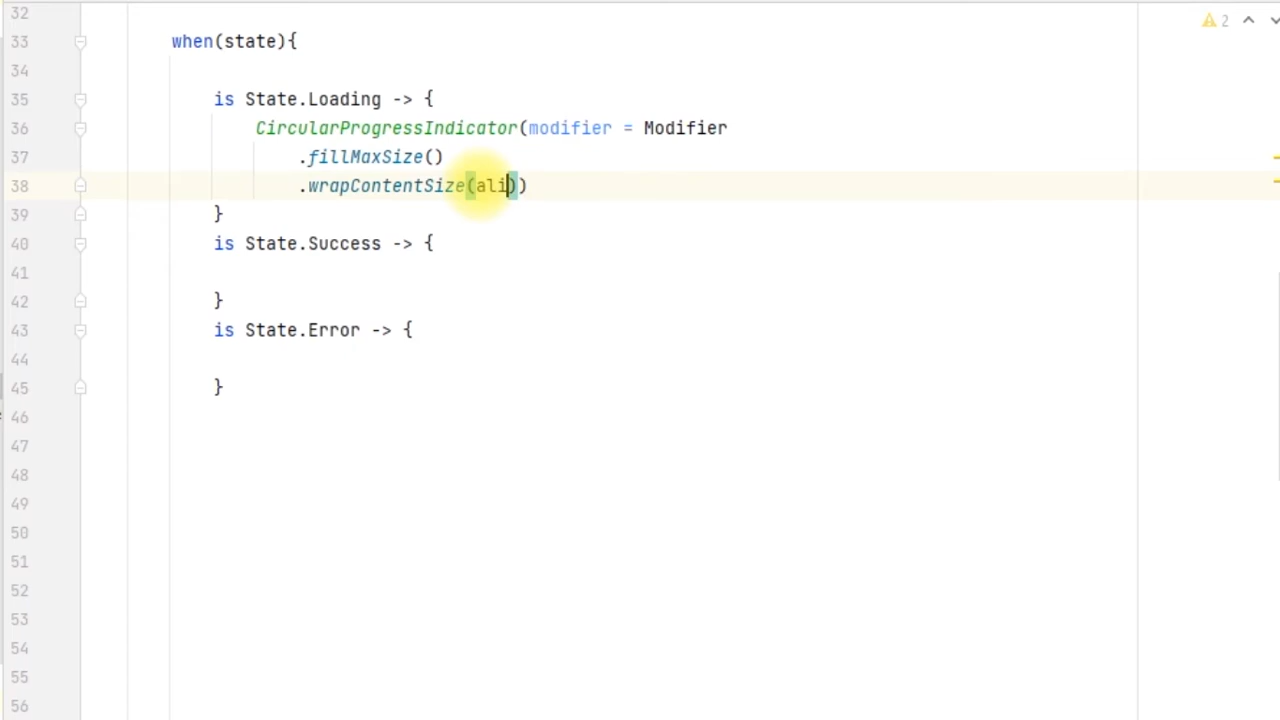 32
33 when(state){
34
35 is State.Loading -> {
36 CircularProgressIndicator(modifier = Modifier
37 .fillMaxSize()
38 .wrapContentSize(ali))
39 }
40 is State.Success -> {
41
42 }
43 is State.Error -> {
44
45 }
46
47
48
49
50
51
52
53
54
55
56
2